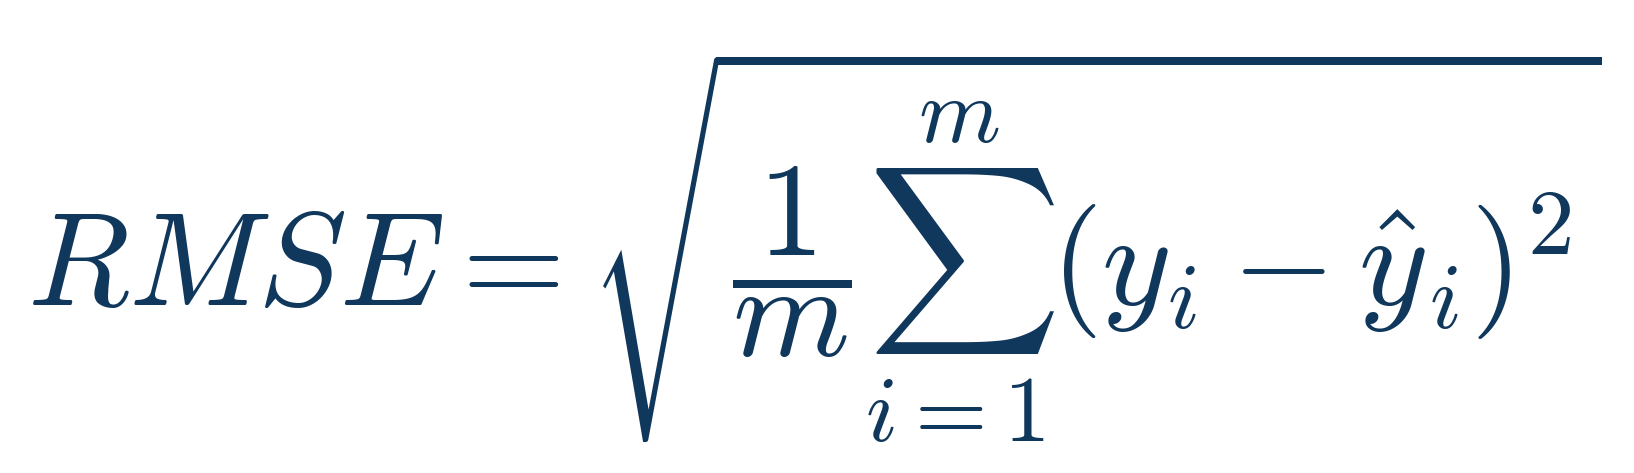 RMSE = √(1/m ∑_{i=1}^{m} (y_i − ŷ_i)²)